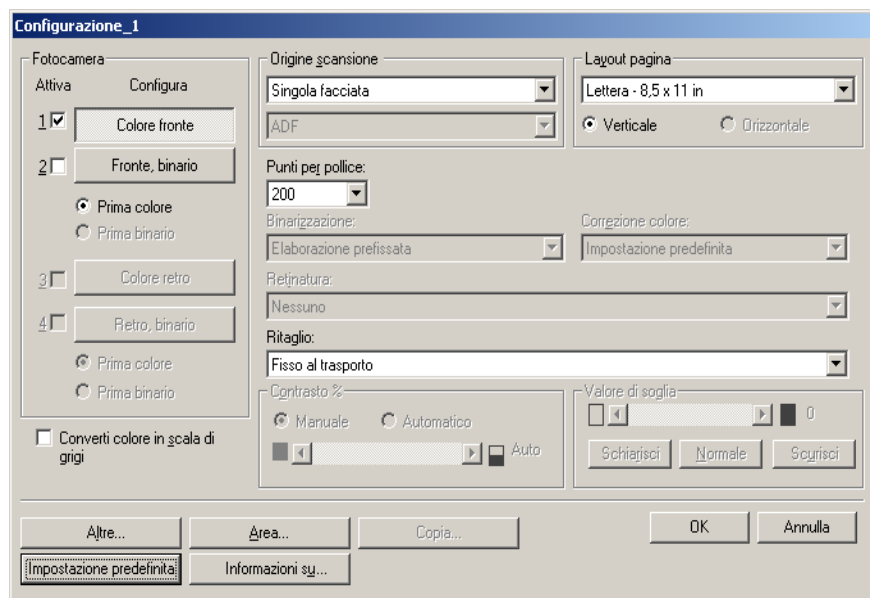 Configurazione_1
Fotocamera
Attiva Configura
1 Colore fronte
2 Fronte, binario
Prima colore
Prima binario
3 Colore retro
4 Retro, binario
Prima colore
Prima binario
Converti colore in scala di
grigi
Origine scansione
Singola facciata
ADF
Layout pagina
Lettera - 8,5 x 11 in
Verticale Orizzontale
Punti per pollice:
200
Binarizzazione:
Elaborazione prefissata
Correzione colore:
Impostazione predefinita
Retinatura:
Nessuno
Ritaglio:
Fisso al trasporto
Contrasto %
Manuale Automatico
Auto
Valore di soglia
0
Schiarisci Normale Scurisci
Altre... Area... Copia... OK Annulla
Impostazione predefinita Informazioni su...